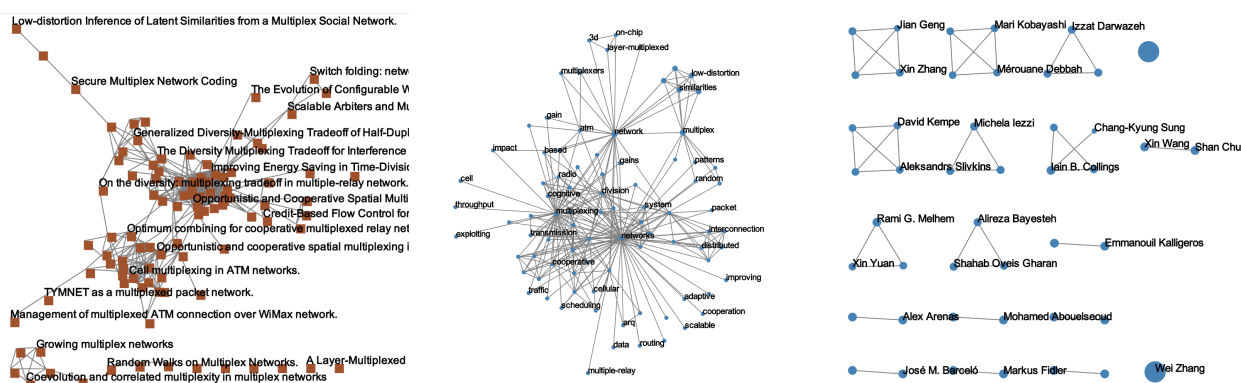 Low-distortion Inference of Latent Similarities from a Multiplex Social Network.
Secure Multiplex Network Coding
Switch folding: netw
The Evolution of Configurable W
Scalable Arbiters and Mu
Generalized Diversity-Multiplexing Tradeoff of Half-Dupl
The Diversity Multiplexing Tradeoff for Interference
Improving Energy Saving in Time-Divisio
On the diversity: multiplexing tradeoff in multiple-relay network.
Opportunistic and Cooperative Spatial Multi
Credit-Based Flow Control for
Optimum combining for cooperative multiplexed relay net
Opportunistic and cooperative spatial multiplexing i
Cell multiplexing in ATM networks.
TYMNET as a multiplexed packet network.
Management of multiplexed ATM connection over WiMax network.
Growing multiplex networks
Random Walks on Multiplex Networks.
A Layer-Multiplexed
Coevolution and correlated multiplexity in multiplex networks
3d
on-chip
layer-multiplexed
multiplexers
low-distortion
similarities
gain
atm
network
multiplex
impact
based
gains
patterns
cell
radio
cognitive
division
random
throughput
multiplexing
system
packet
exploiting
transmission
networks
interconnection
distributed
cooperative
improving
traffic
cellular
adaptive
scheduling
cooperation
arq
scalable
data
routing
multiple-relay
Jian Geng
Mari Kobayashi
Izzat Darwazeh
Xin Zhang
Mérouane Debbah
David Kempe
Michela Iezzi
Chang-Kyung Sung
Xin Wang
Shan Chu
Aleksandrs Slivkins
Iain B. Collings
Rami G. Melhem
Alireza Bayesteh
Emmanouil Kalligeros
Xin Yuan
Shahab Oveis Gharan
Alex Arenas
Mohamed Abouelseoud
José M. Barceló
Markus Fidler
Wei Zhang